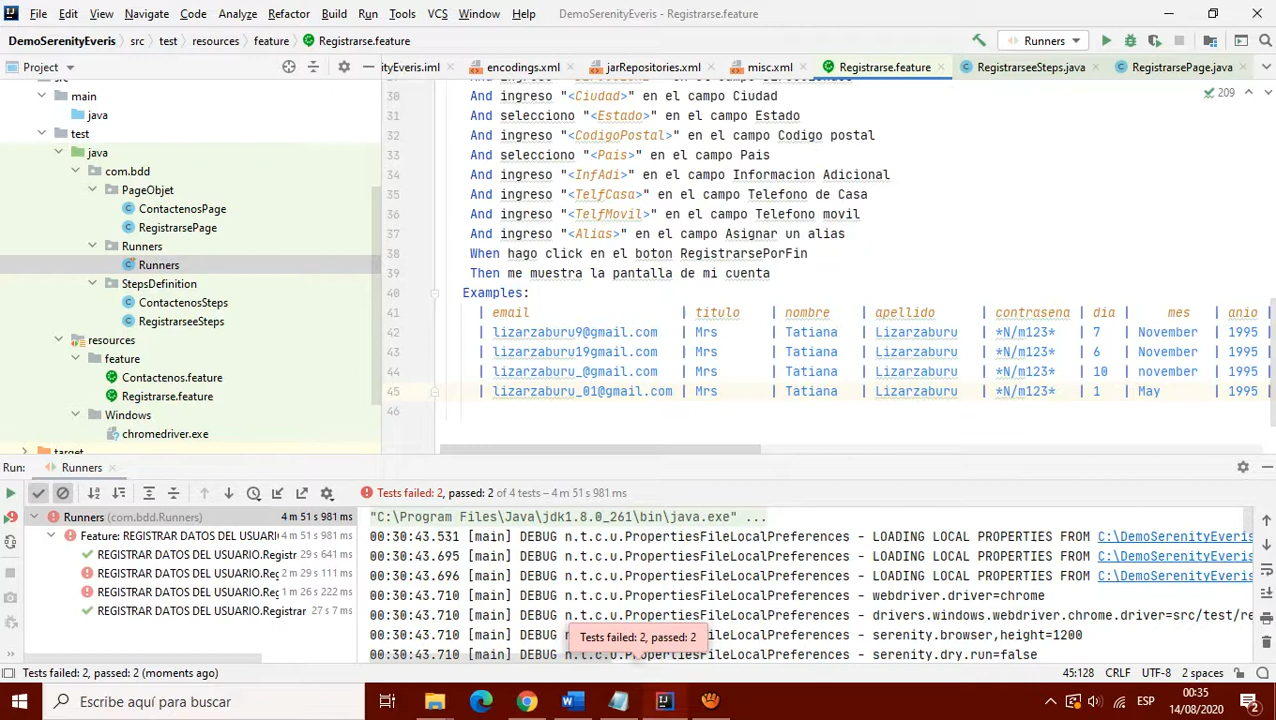 File Edit View Navigate Code Analyze Refactor Build Run Tools VCS Window Help DemoSerenityEveris - Registrarse.feature
DemoSerenityEveris src test resources feature Registrarse.feature Runners
Project ityEveris.iml encodings.xml jarRepositories.xml misc.xml Registrarse.feature RegistrarseeSteps.java RegistrarsePage.java
main
java
test
java
com.bdd
PageObjet
ContactenosPage
RegistrarsePage
Runners
Runners
StepsDefinition
ContactenosSteps
RegistrarseeSteps
resources
feature
Contactenos.feature
Registrarse.feature
Windows
chromedriver.exe
target
209
30 And ingreso "<Ciudad>" en el campo Ciudad
31 And selecciono "<Estado>" en el campo Estado
32 And ingreso "<CodigoPostal>" en el campo Codigo postal
33 And selecciono "<Pais>" en el campo Pais
34 And ingreso "<InfAdi>" en el campo Informacion Adicional
35 And ingreso "<TelfCasa>" en el campo Telefono de Casa
36 And ingreso "<TelfMovil>" en el campo Telefono movil
37 And ingreso "<Alias>" en el campo Asignar un alias
38 When hago click en el boton RegistrarsePorFin
39 Then me muestra la pantalla de mi cuenta
40 Examples:
41 | email | titulo | nombre | apellido | contrasena | dia | mes | anio
42 | lizarzaburu9@gmail.com | Mrs | Tatiana | Lizarzaburu | *N/m123* | 7 | November | 1995
43 | lizarzaburu19gmail.com | Mrs | Tatiana | Lizarzaburu | *N/m123* | 6 | November | 1995
44 | lizarzaburu_@gmail.com | Mrs | Tatiana | Lizarzaburu | *N/m123* | 10 | november | 1995
45 | lizarzaburu_01@gmail.com | Mrs | Tatiana | Lizarzaburu | *N/m123* | 1 | May | 1995
46
Run: Runners
Tests failed: 2, passed: 2 of 4 tests – 4 m 51 s 981 ms
Runners (com.bdd.Runners) 4 m 51 s 981 ms
Feature: REGISTRAR DATOS DEL USUARI 4 m 51 s 981 ms
REGISTRAR DATOS DEL USUARIO.Registr 29 s 641 ms
REGISTRAR DATOS DEL USUARIO.Reg 2 m 29 s 111 ms
REGISTRAR DATOS DEL USUARIO.Reg 1 m 26 s 222 ms
REGISTRAR DATOS DEL USUARIO.Registrar 27 s 7 ms
"C:\Program Files\Java\jdk1.8.0_261\bin\java.exe" ...
00:30:43.531 [main] DEBUG n.t.c.u.PropertiesFileLocalPreferences - LOADING LOCAL PROPERTIES FROM C:\DemoSerenityEveris
00:30:43.695 [main] DEBUG n.t.c.u.PropertiesFileLocalPreferences - LOADING LOCAL PROPERTIES FROM C:\DemoSerenityEveris
00:30:43.696 [main] DEBUG n.t.c.u.PropertiesFileLocalPreferences - LOADING LOCAL PROPERTIES FROM C:\DemoSerenityEveris
00:30:43.710 [main] DEBUG n.t.c.u.PropertiesFileLocalPreferences - webdriver.driver=chrome
00:30:43.710 [main] DEBUG n.t.c.u.PropertiesFileLocalPreferences - drivers.windows.webdriver.chrome.driver=src/test/re
00:30:43.710 [main] DEBUG LocalPreferences - serenity.browser,height=1200
00:30:43.710 [main] DEBUG n.t.c.u.PropertiesFileLocalPreferences - serenity.dry.run=false
Tests failed: 2, passed: 2
Tests failed: 2, passed: 2 (moments ago) 45:128 CRLF UTF-8 2 spaces
Escribe aquí para buscar ESP 00:35
14/08/2020
2